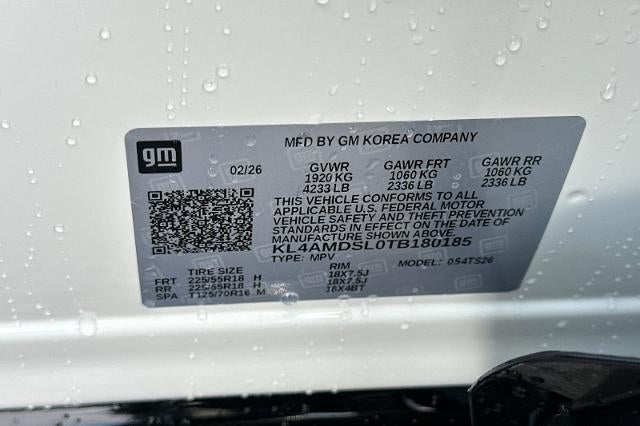 gm
MFD BY GM KOREA COMPANY
02/26
GVWR GAWR FRT GAWR RR
1920 KG 1060 KG 1060 KG
4233 LB 2336 LB 2336 LB
THIS VEHICLE CONFORMS TO ALL
APPLICABLE U.S. FEDERAL MOTOR
VEHICLE SAFETY AND THEFT PREVENTION
STANDARDS IN EFFECT ON THE DATE OF
MANUFACTURE SHOWN ABOVE.
KL4AMDSL0TB180185
TYPE: MPV MODEL: 054TS26
TIRE SIZE RIM
FRT 225/55R18 H 18X7.5J
RR 225/55R18 H 18X7.5J
SPA T125/70R16 M 16X4BT